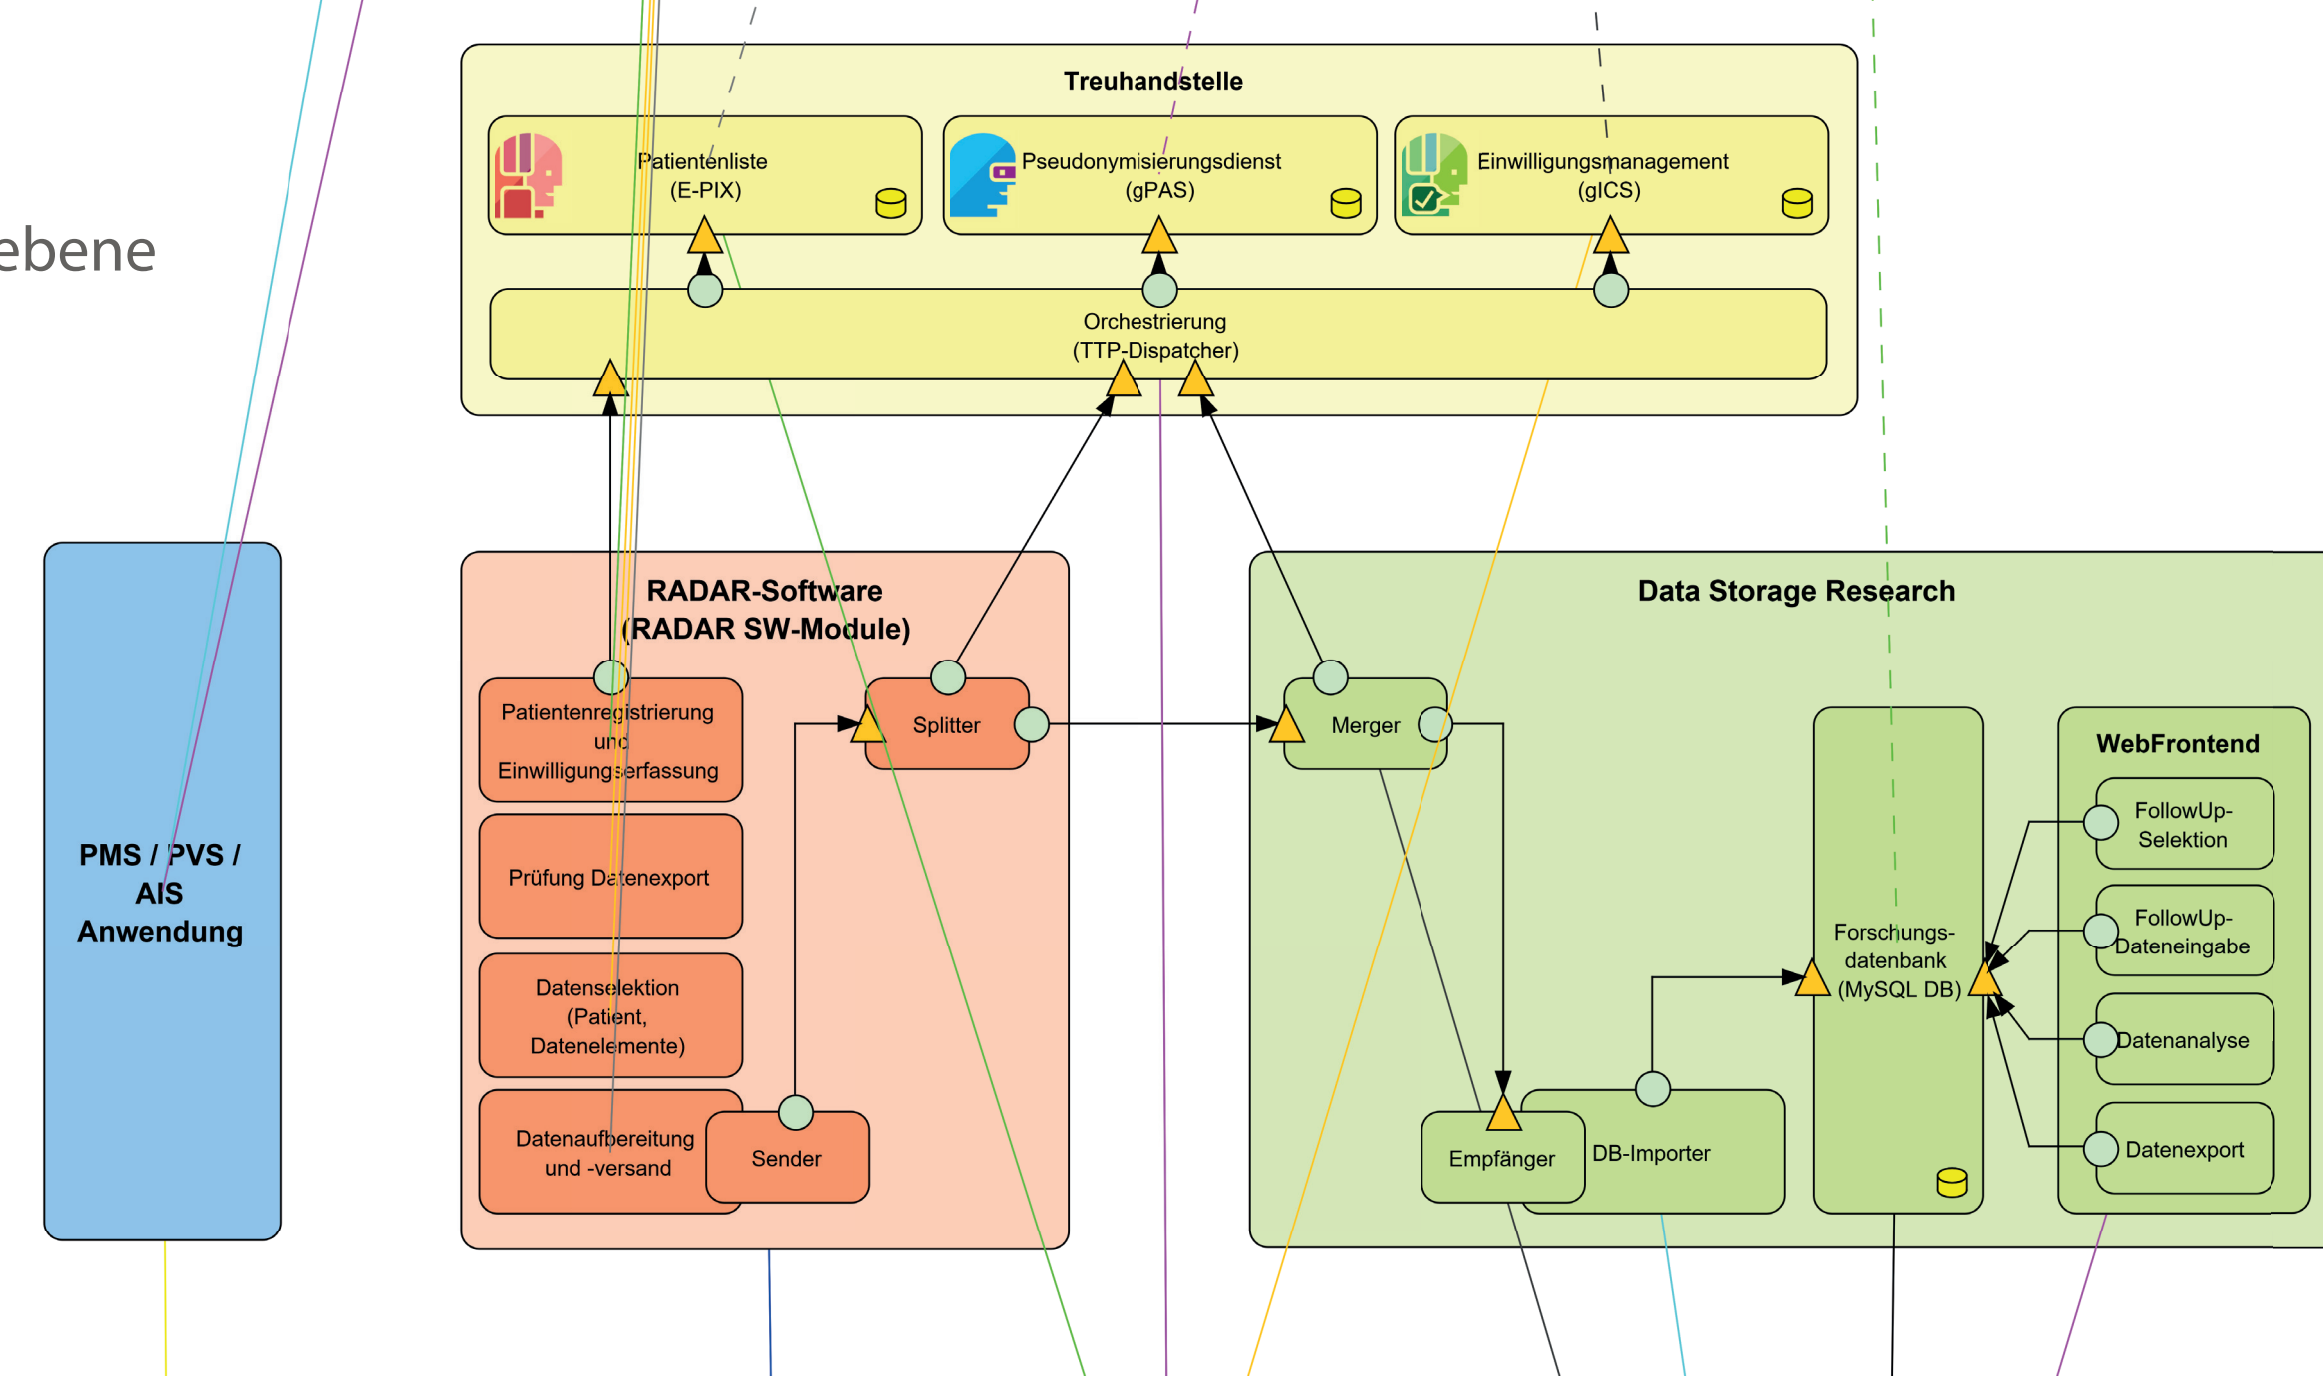 Treuhandstelle
Patientenliste
(E-PIX)
Pseudonymisierungsdienst
(gPAS)
Einwilligungsmanagement
(gICS)
ebene
Orchestrierung
(TTP-Dispatcher)
PMS / PVS /
AIS
Anwendung
RADAR-Software
(RADAR SW-Module)
Patientenregistrierung
und
Einwilligungserfassung
Prüfung Datenexport
Datenselektion
(Patient,
Datenelemente)
Datenaufbereitung
und -versand
Sender
Splitter
Data Storage Research
Merger
Empfänger
DB-Importer
Forschungs-
datenbank
(MySQL DB)
WebFrontend
FollowUp-
Selektion
FollowUp-
Dateneingabe
Datenanalyse
Datenexport